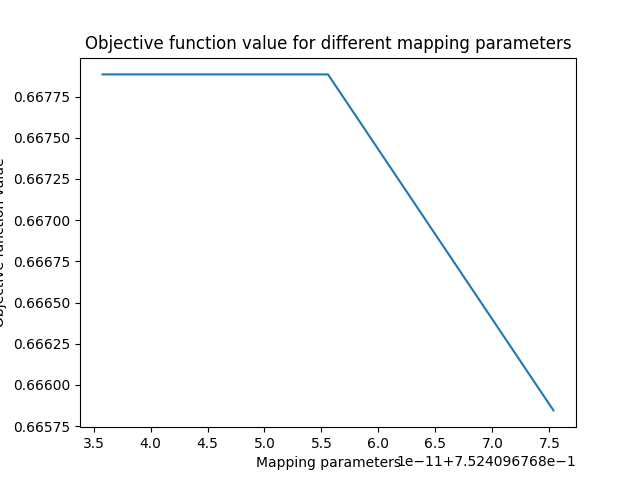 Objective function value for different mapping parameters
Objective function value
0.66775
0.66750
0.66725
0.66700
0.66675
0.66650
0.66625
0.66600
0.66575
3.5 4.0 4.5 5.0 5.5 6.0 6.5 7.0 7.5
Mapping parameters
1e−11+7.524096768e−1